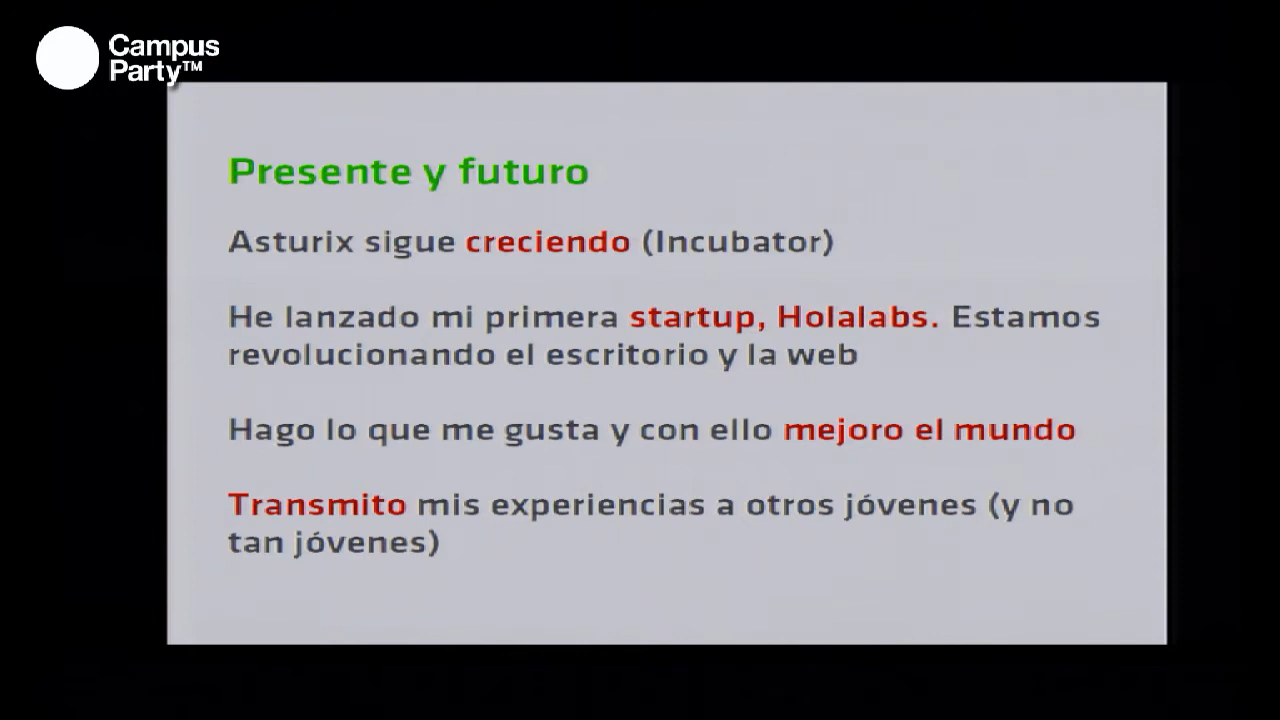 Campus
Party™
Presente y futuro
Asturix sigue creciendo (Incubator)
He lanzado mi primera startup, Holalabs. Estamos
revolucionando el escritorio y la web
Hago lo que me gusta y con ello mejoro el mundo
Transmito mis experiencias a otros jóvenes (y no
tan jóvenes)